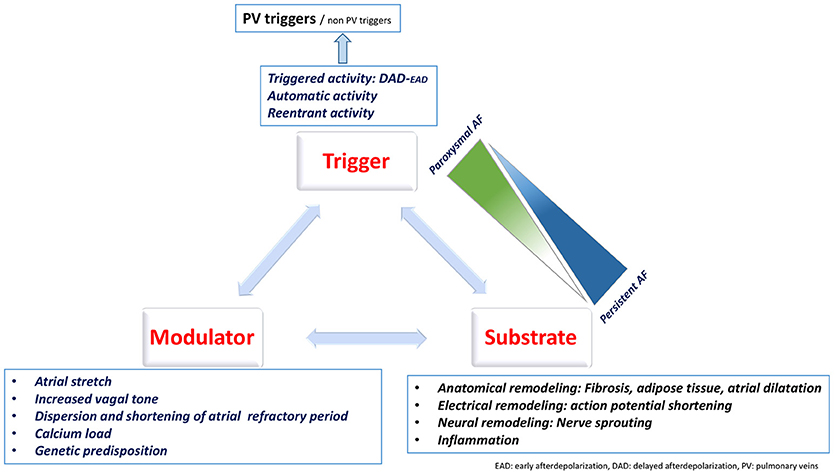 PV triggers / non PV triggers
Triggered activity: DAD-EAD
Automatic activity
Reentrant activity
Trigger
Paroxysmal AF
Persistent AF
Modulator
Substrate
• Atrial stretch
• Increased vagal tone
• Dispersion and shortening of atrial refractory period
• Calcium load
• Genetic predisposition
• Anatomical remodeling: Fibrosis, adipose tissue, atrial dilatation
• Electrical remodeling: action potential shortening
• Neural remodeling: Nerve sprouting
• Inflammation
EAD: early afterdepolarization, DAD: delayed afterdepolarization, PV: pulmonary veins